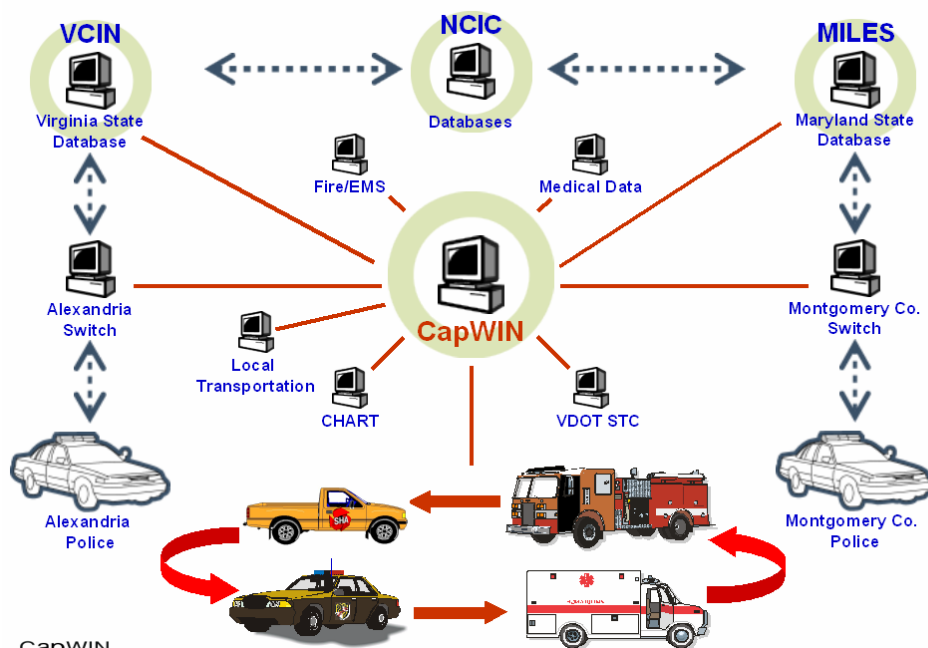 VCIN
NCIC
MILES
Virginia State
Database
Databases
Maryland State
Database
Fire/EMS
Medical Data
Alexandria
Switch
CapWIN
Montgomery Co.
Switch
Local
Transportation
CHART
VDOT STC
SHA
Alexandria
Police
Montgomery Co.
Police
CapWIN